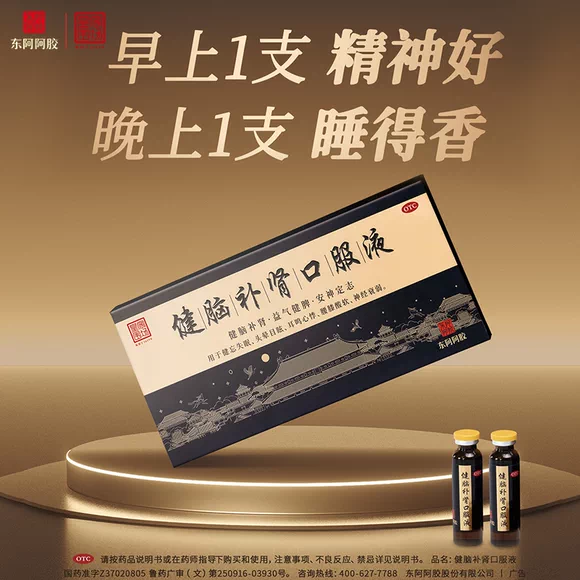 东阿阿胶
早上1支 精神好
晚上1支 睡得香
OTC
健脑补肾口服液
健脑补肾·益气健脾·安神定志
用于健忘失眠、头晕目眩、耳鸣心悸、腰膝酸软、神经衰弱。
东阿阿胶
健脑补肾口服液
健脑补肾口服液
OTC 请按药品说明书或在药师指导下购买和使用,注意事项、不良反应、禁忌详见说明书。 品名:健脑补肾口服液
国药准字Z37020805 鲁药广审(文)第250916-03930号。 咨询热线:400-627-7788 东阿阿胶股份有限公司 | 广告